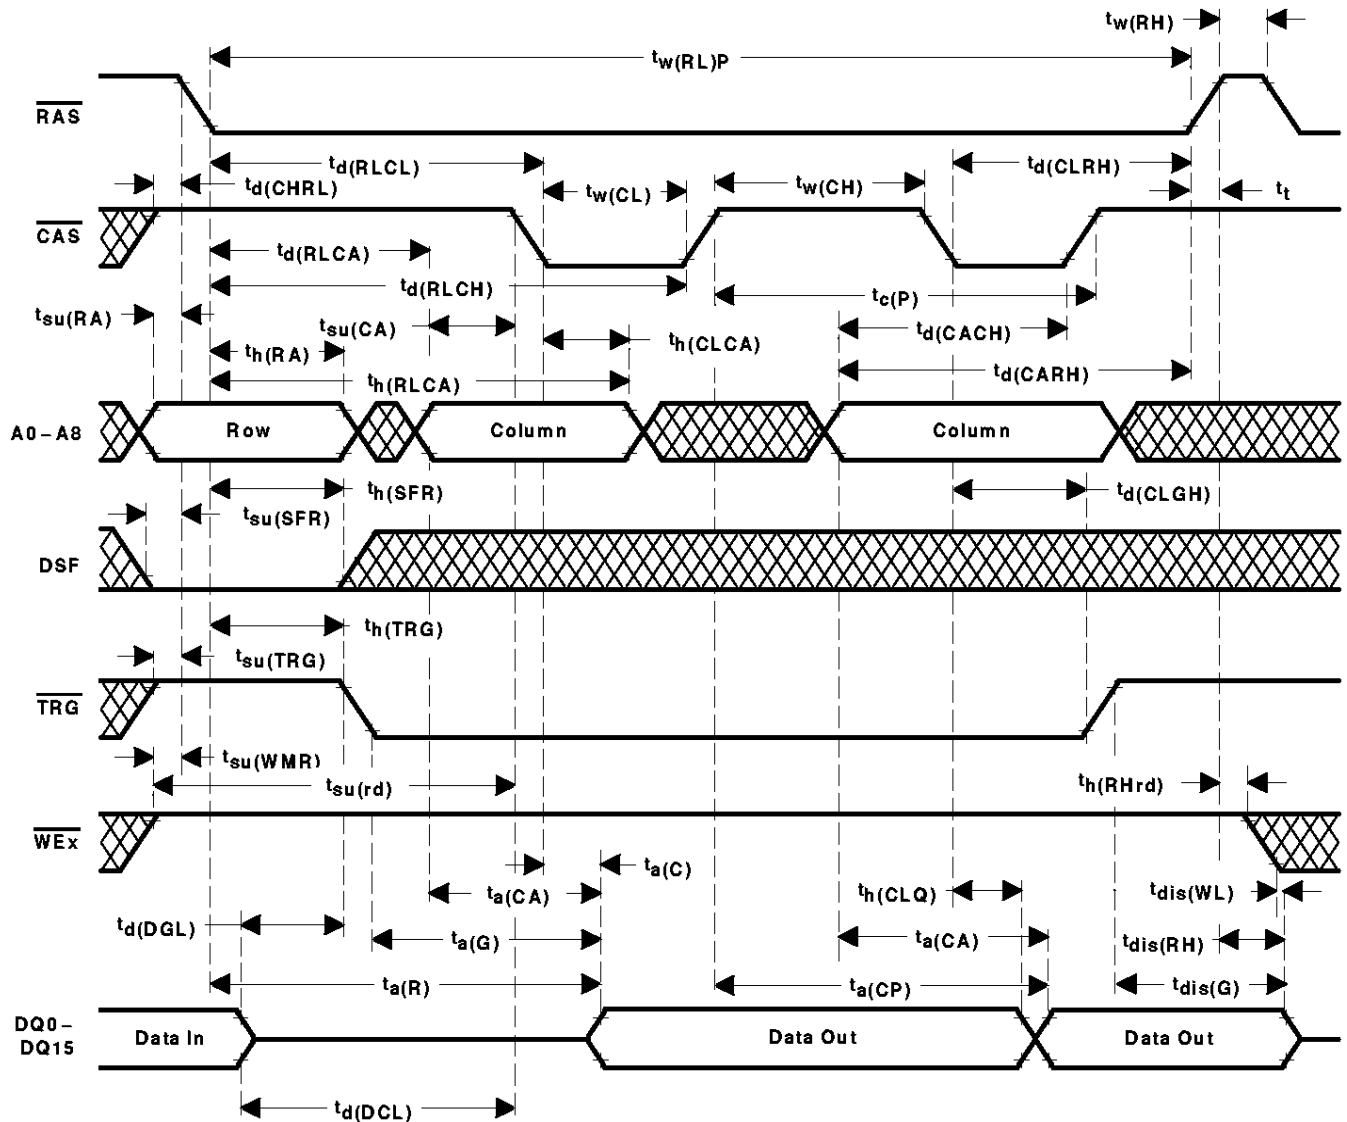 tw(RH)
tw(RL)P
RAS
td(RLCL)
td(CLRH)
td(CHRL)
tw(CL)
tw(CH)
tt
CAS
td(RLCA)
td(RLCH)
tc(P)
tsu(RA)
tsu(CA)
td(CACH)
th(CLCA)
th(RA)
td(CARH)
th(RLCA)
A0–A8
Row
Column
Column
th(SFR)
td(CLGH)
tsu(SFR)
DSF
th(TRG)
tsu(TRG)
TRG
tsu(WMR)
tsu(rd)
th(RHrd)
WEx
ta(C)
ta(CA)
th(CLQ)
tdis(WL)
td(DGL)
ta(G)
ta(CA)
tdis(RH)
ta(R)
ta(CP)
tdis(G)
DQ0–
DQ15
Data In
Data Out
Data Out
td(DCL)